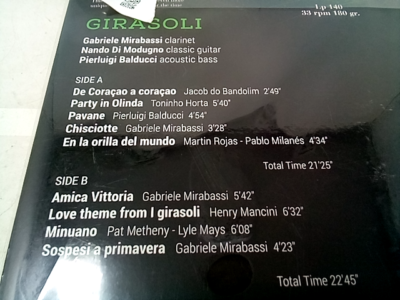 Lp 140
33 rpm 180 gr.
GIRASOLI
Gabriele Mirabassi clarinet
Nando Di Modugno classic guitar
Pierluigi Balducci acoustic bass
SIDE A
De Coraçao a coraçao Jacob do Bandolim 2'49"
Party in Olinda Toninho Horta 5'40"
Pavane Pierluigi Balducci 4'54"
Chisciotte Gabriele Mirabassi 3'28"
En la orilla del mundo Martin Rojas - Pablo Milanés 4'34"
Total Time 21'25"
SIDE B
Amica Vittoria Gabriele Mirabassi 5'42"
Love theme from I girasoli Henry Mancini 6'32"
Minuano Pat Metheny - Lyle Mays 6'08"
Sospesi a primavera Gabriele Mirabassi 4'23"
Total Time 22'45"